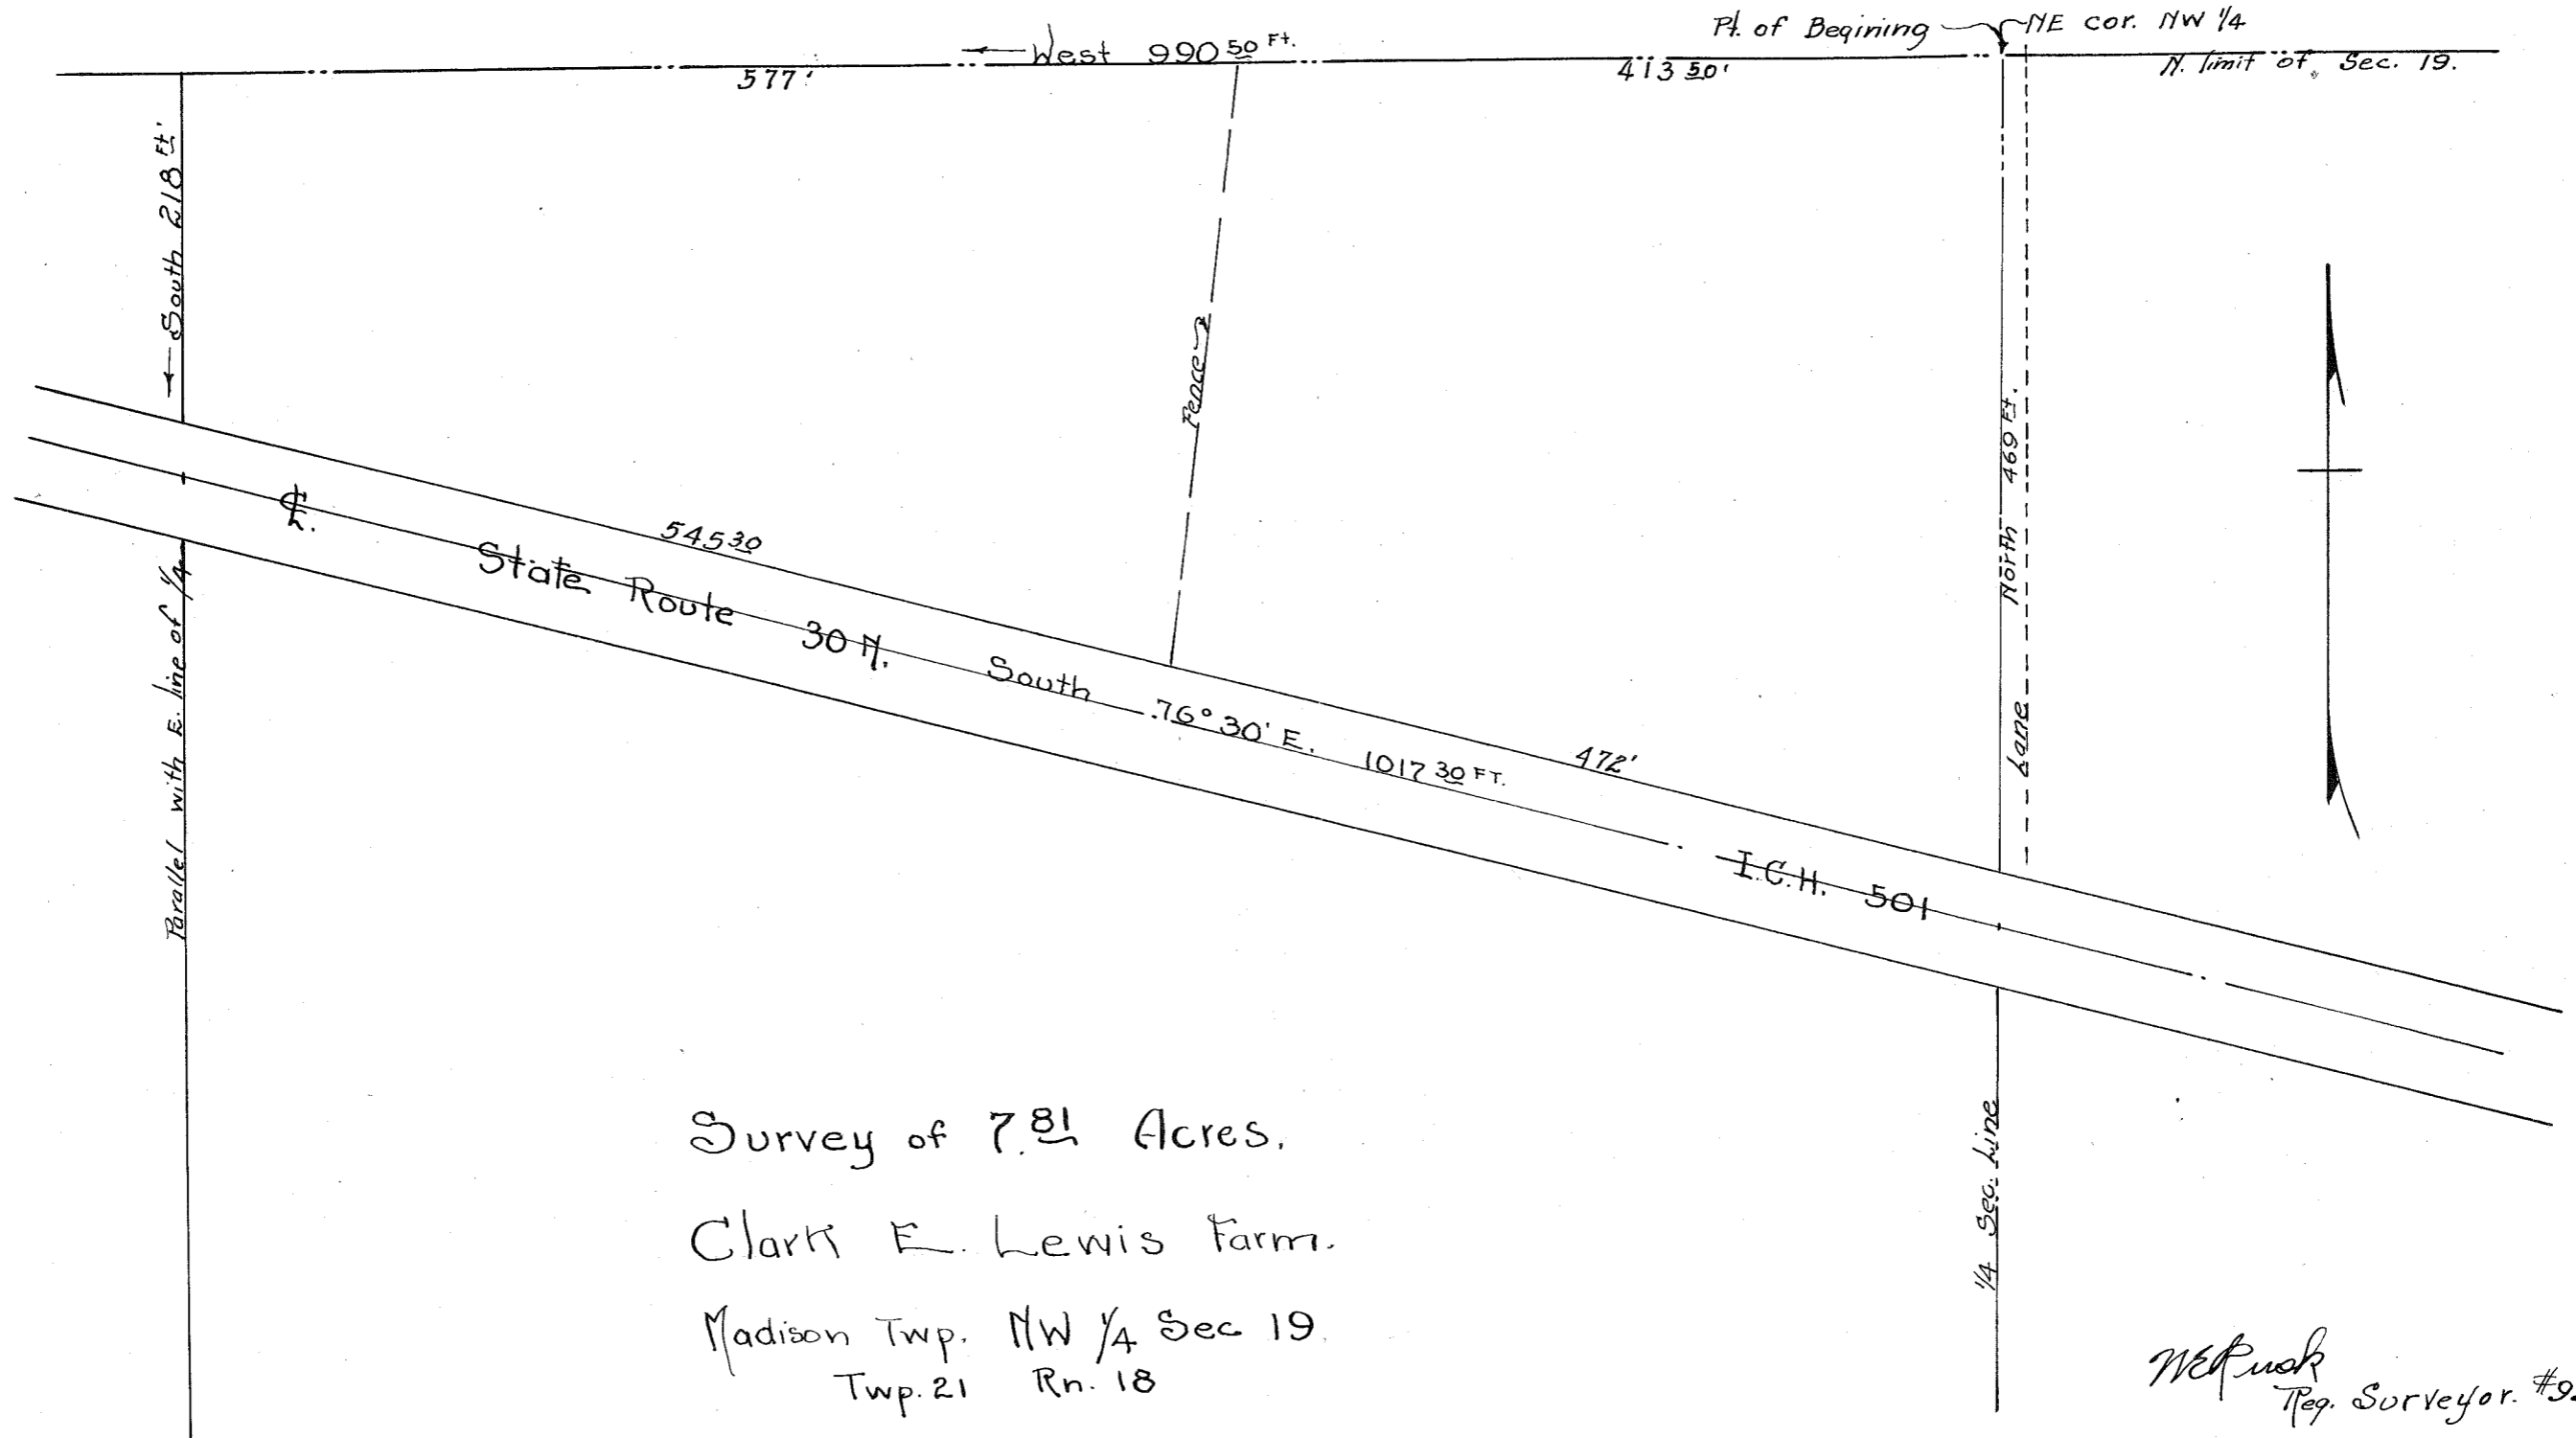 Pt. of Begining
NE cor. NW 1/4
West 990 50 Ft.
577'
413 50'
N. limit of Sec. 19.
South 218 Ft.
Fence
North 469 Ft.
Lane
℄.
545 30
State Route 30 N.
South 76° 30' E. 1017 30 FT.
472'
I.C.H. 501
Parallel with E. line of 1/4
1/4 Sec. Line
Survey of 7.81 Acres.
Clark E. Lewis Farm.
Madison Twp. NW 1/4 Sec 19.
Twp. 21 Rn. 18
Reg. Surveyor.